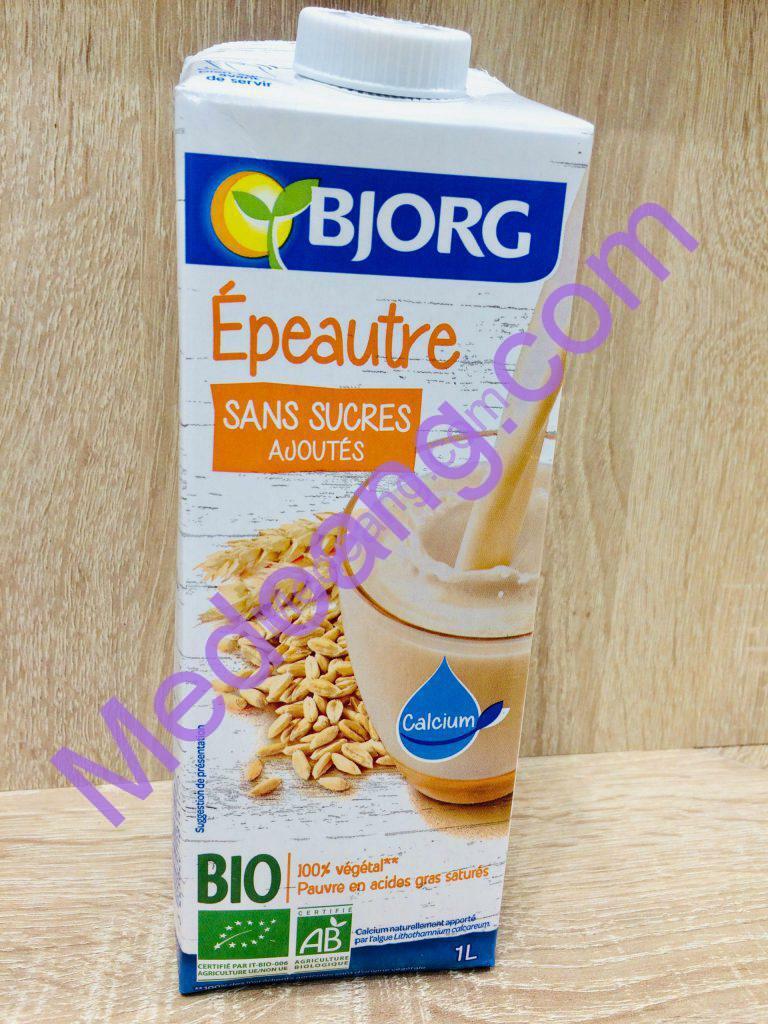 de servir
BJORG
Épeautre
SANS SUCRES
AJOUTÉS
Medoang.com
Calcium
Suggestion de présentation
BIO
100% végétal**
Pauvre en acides gras saturés
CERTIFIÉ
AB
AGRICULTURE
BIOLOGIQUE
CERTIFIÉ PAR IT-BIO-006
AGRICULTURE UE/NON UE
Calcium naturellement apporté
par l'algue Lithothamnium calcareum
1L